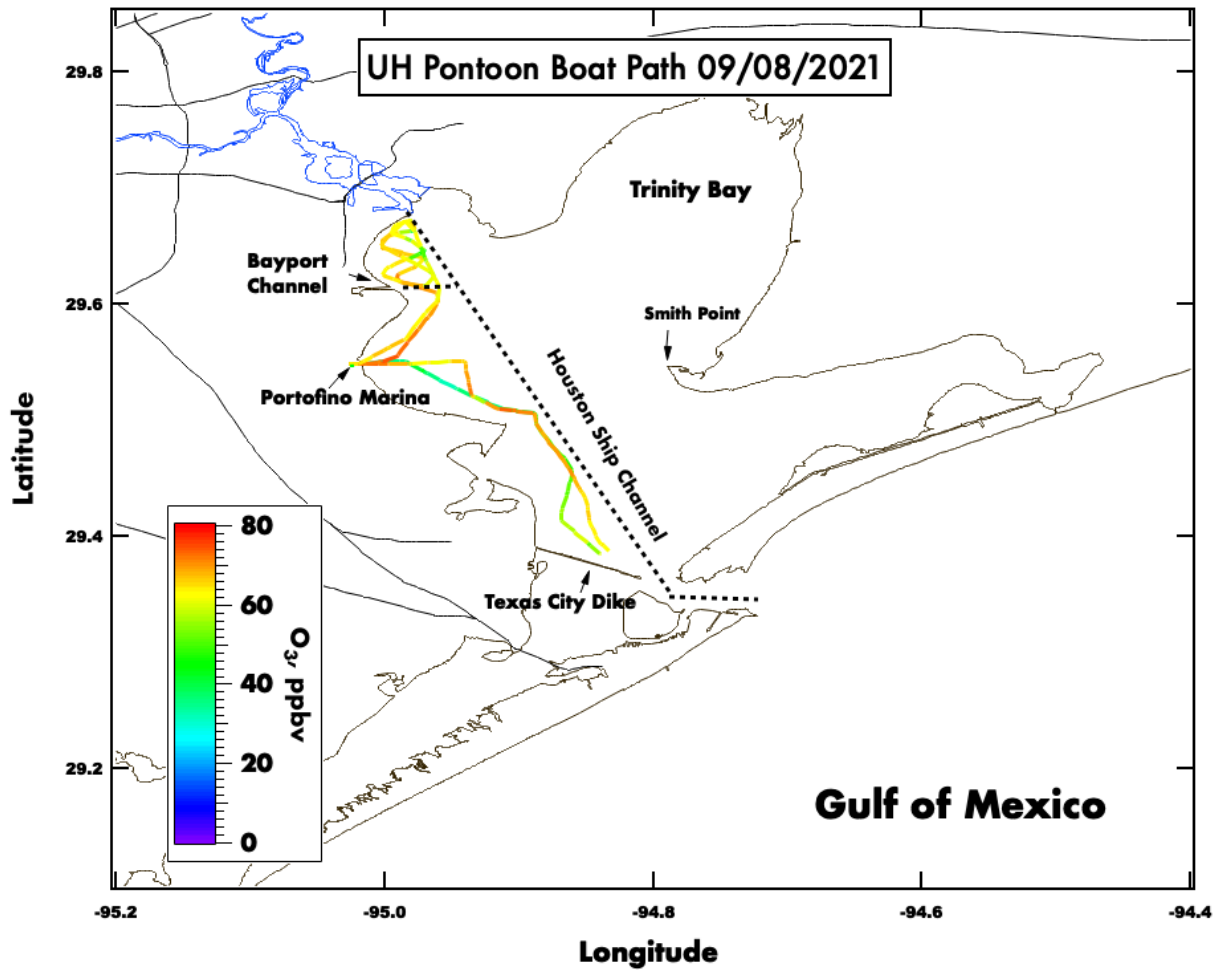 UH Pontoon Boat Path 09/08/2021
29.8
29.6
29.4
29.2
Latitude
Trinity Bay
Bayport
Channel
Smith Point
Portofino Marina
Houston Ship Channel
Texas City Dike
80
60
40
20
0
O3, ppbv
Gulf of Mexico
-95.2
-95.0
-94.8
-94.6
-94.4
Longitude